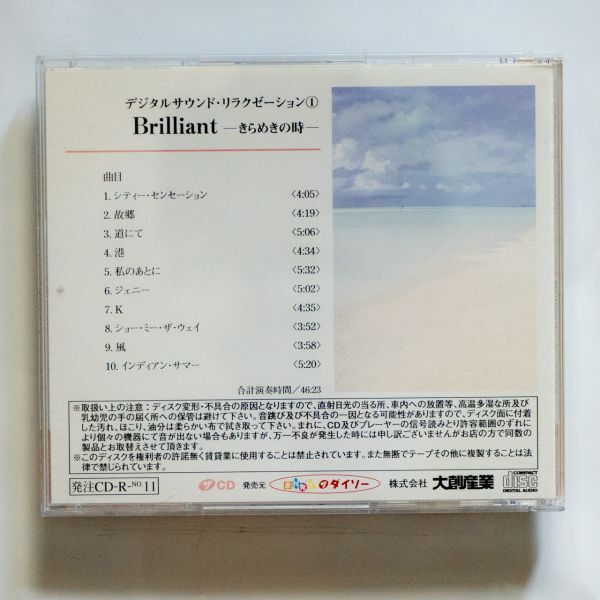 デジタルサウンド・リラクゼーション①
Brilliant —きらめきの時—
曲目
1. シティー・センセーション 〈4:05〉
2. 故郷 〈4:19〉
3. 道にて 〈5:06〉
4. 港 〈4:34〉
5. 私のあとに 〈5:32〉
6. ジェニー 〈5:02〉
7. K 〈4:35〉
8. ショー・ミー・ザ・ウェイ 〈3:52〉
9. 風 〈3:58〉
10. インディアン・サマー 〈5:20〉
合計演奏時間/46:23
※取扱い上の注意：ディスク変形・不具合の原因となりますので、直射日光の当る所、車内への放置等、高温多湿な所及び
乳幼児の手の届く所への保管は避けて下さい。音跳び及び不具合の一因となる可能性がありますので、ディスク面に付着
した汚れ、ほこり、油分は柔らかい布で拭き取って下さい。まれに、CD及びプレーヤーの信号読みとり許容範囲のずれに
より個々の機器にて音が出ない場合もありますが、万一不良が発生した時には申し訳ございませんがお店の方で同数の
製品とお取替えさせて頂きます。
※このディスクを権利者の許諾無く賃貸業に使用することは禁止されています。また無断でテープその他に複製することは法
律で禁じられています。
発注CD-R-NO 11
CD 発売元 ダイソー 株式会社 大創産業 COMPACT disc DIGITAL AUDIO